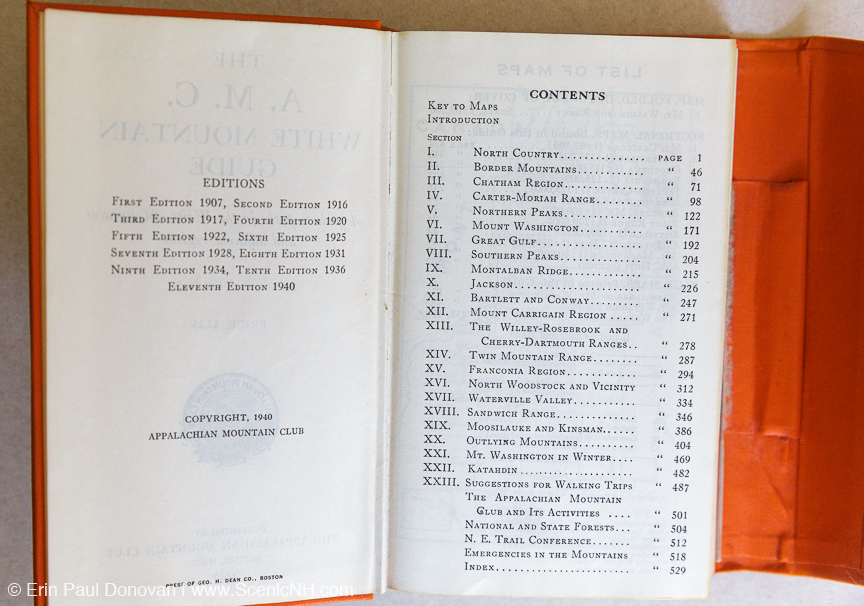 EDITIONS
First Edition 1907, Second Edition 1916
Third Edition 1917, Fourth Edition 1920
Fifth Edition 1922, Sixth Edition 1925
Seventh Edition 1928, Eighth Edition 1931
Ninth Edition 1934, Tenth Edition 1936
Eleventh Edition 1940
COPYRIGHT, 1940
APPALACHIAN MOUNTAIN CLUB
PRESS OF GEO. H. DEAN CO., BOSTON
CONTENTS
Key to Maps
Introduction
Section
I. North Country............... PAGE 1
II. Border Mountains............ " 46
III. Chatham Region.............. " 71
IV. Carter-Moriah Range........ " 98
V. Northern Peaks.............. " 122
VI. Mount Washington............ " 171
VII. Great Gulf.................. " 192
VIII. Southern Peaks.............. " 204
IX. Montalban Ridge............. " 215
X. Jackson...................... " 226
XI. Bartlett and Conway......... " 247
XII. Mount Carrigain Region ..... " 271
XIII. The Willey-Rosebrook and
Cherry-Dartmouth Ranges.. " 278
XIV. Twin Mountain Range........ " 287
XV. Franconia Region............ " 294
XVI. North Woodstock and Vicinity " 312
XVII. Waterville Valley........... " 334
XVIII. Sandwich Range.............. " 346
XIX. Moosilauke and Kinsman...... " 386
XX. Outlying Mountains.......... " 404
XXI. Mt. Washington in Winter.... " 469
XXII. Katahdin .................... " 482
XXIII. Suggestions for Walking Trips " 487
The Appalachian Mountain
Club and Its Activities .... " 501
National and State Forests... " 504
N. E. Trail Conference....... " 512
Emergencies in the Mountains " 518
Index........................ " 529
© Erin Paul Donovan | www.ScenicNH.com